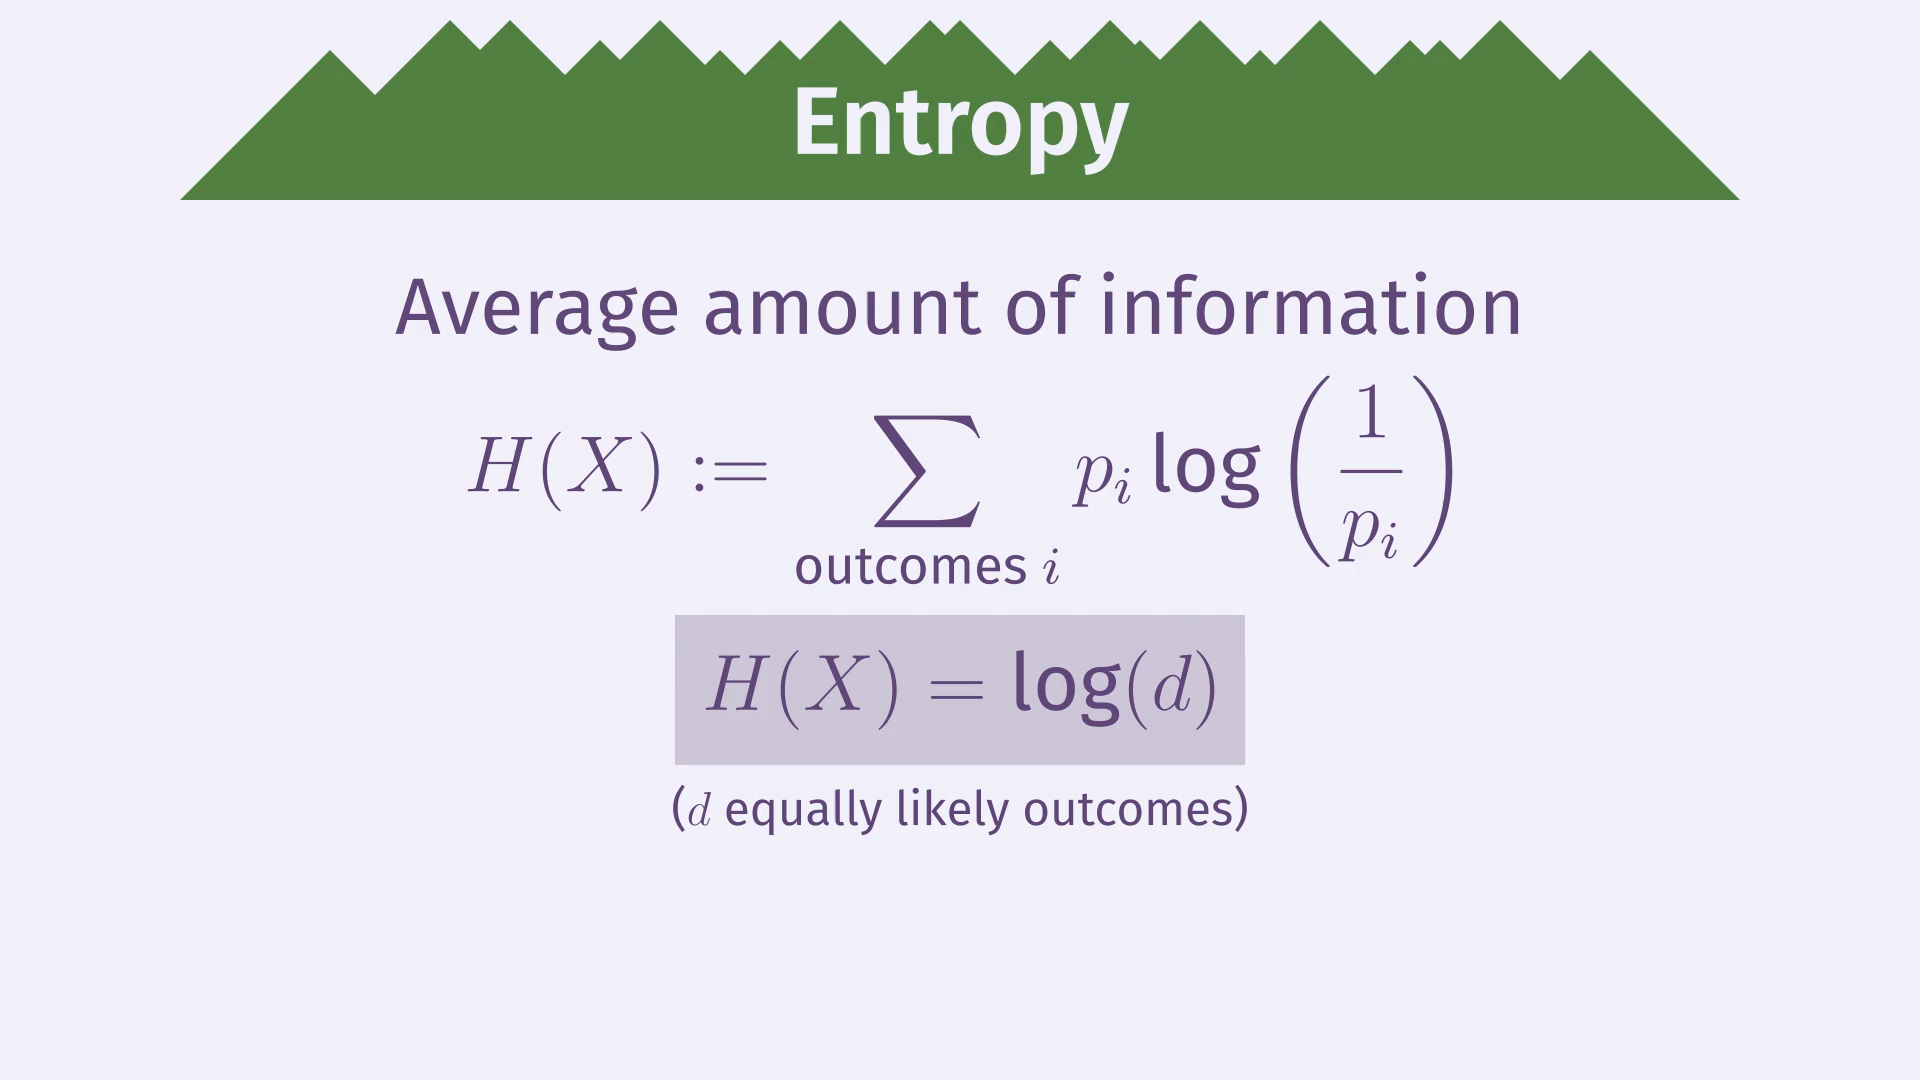 Entropy
Average amount of information
H(X) := ∑ p_i log(1/p_i)
outcomes i
H(X) = log(d)
(d equally likely outcomes)